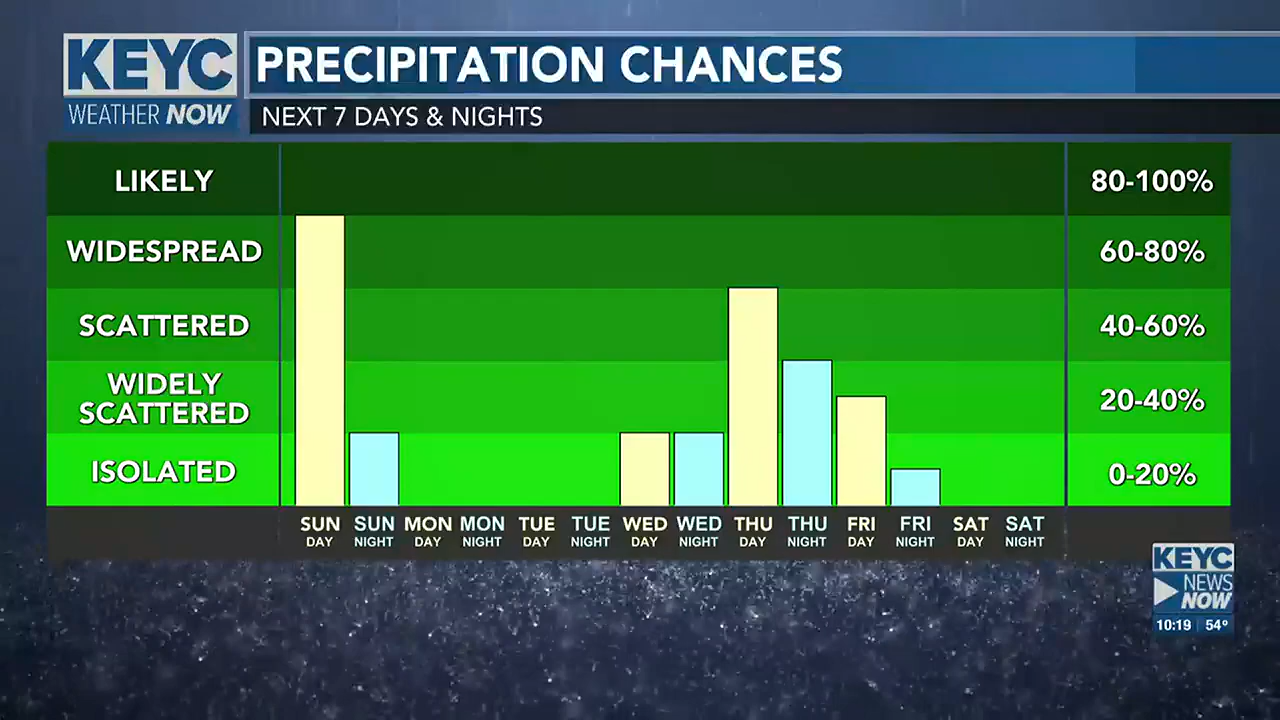 KEYC
WEATHER NOW
PRECIPITATION CHANCES
NEXT 7 DAYS & NIGHTS
LIKELY
80-100%
WIDESPREAD
60-80%
SCATTERED
40-60%
WIDELY
SCATTERED
20-40%
ISOLATED
0-20%
SUN SUN MON MON TUE TUE WED WED THU THU FRI FRI SAT SAT
DAY NIGHT DAY NIGHT DAY NIGHT DAY NIGHT DAY NIGHT DAY NIGHT DAY NIGHT
KEYC
NEWS
NOW
10:19 54°